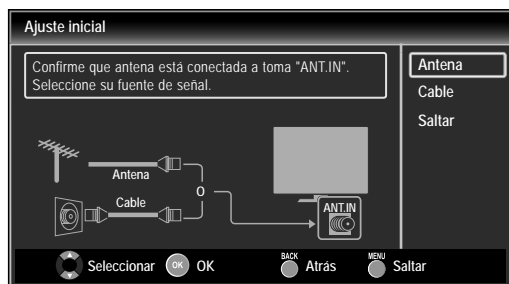 Ajuste inicial
Confirme que antena está conectada a toma "ANT.IN".
Seleccione su fuente de señal.
Antena
Cable
Saltar
Antena
Cable
O
ANT.IN
Seleccionar OK OK BACK Atrás MENU Saltar